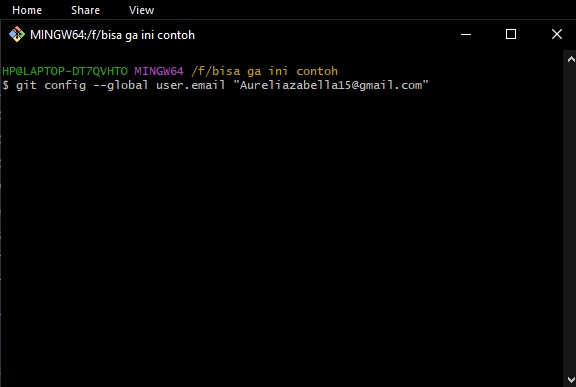 Home Share View
MINGW64:/f/bisa ga ini contoh
HP@LAPTOP-DT7QVHTO MINGW64 /f/bisa ga ini contoh
$ git config --global user.email "Aureliazabella15@gmail.com"